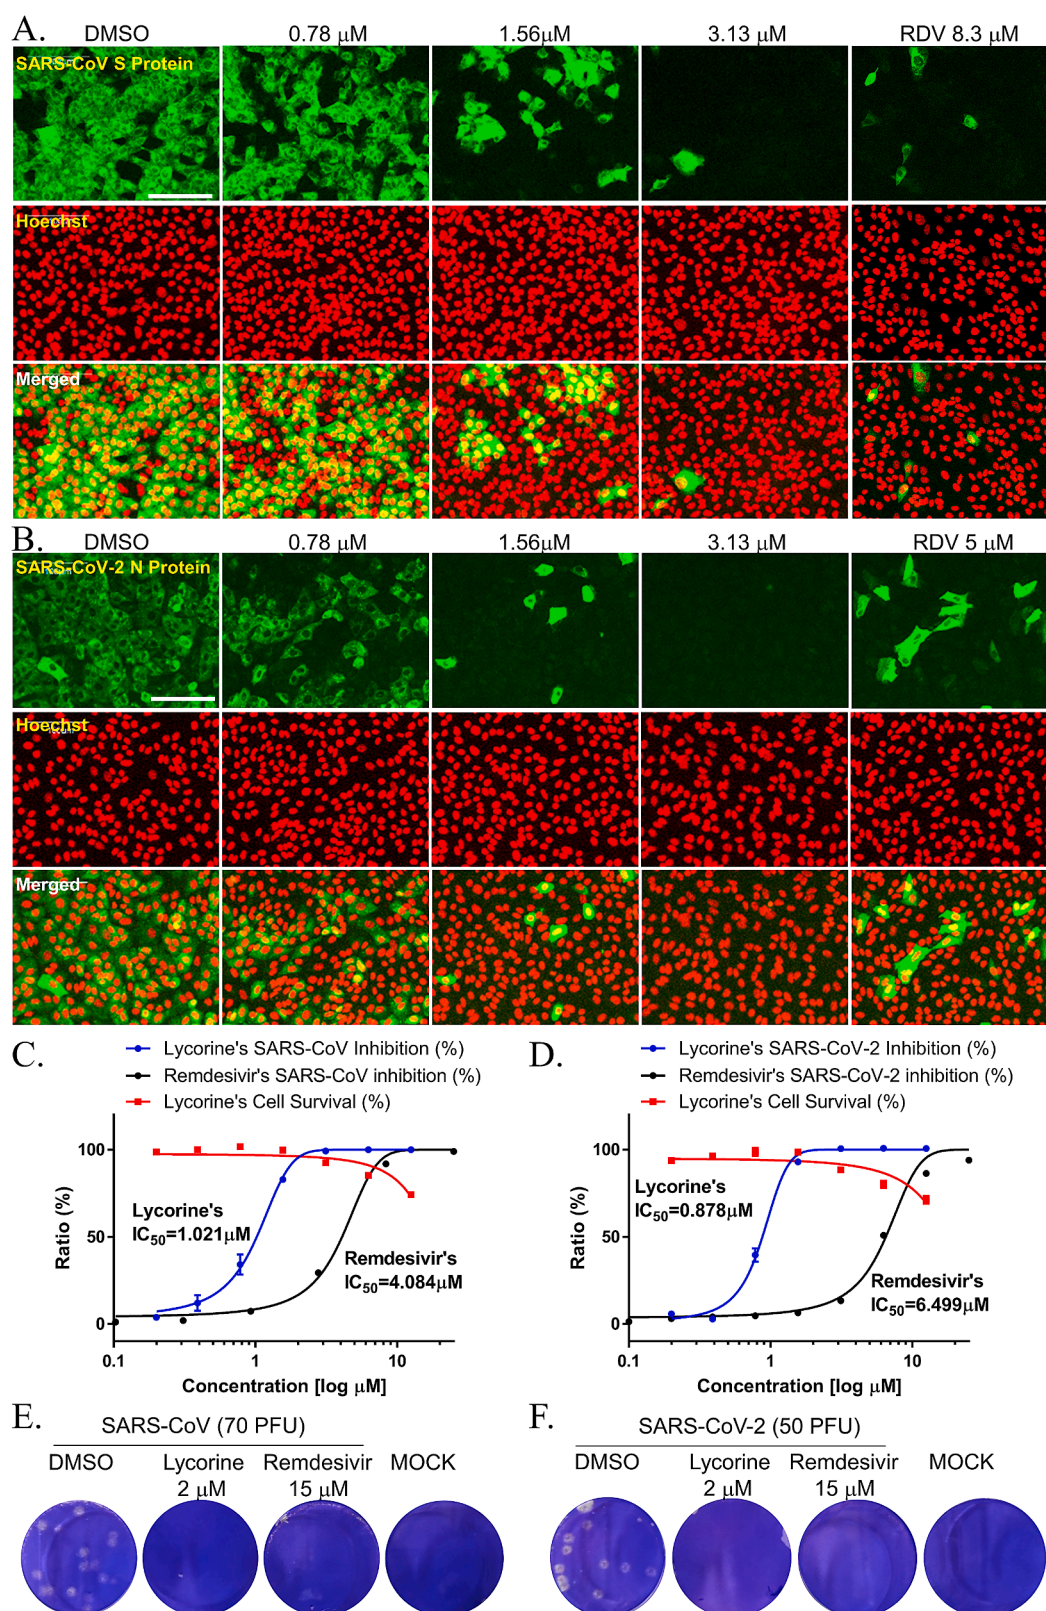 A.
DMSO 0.78 μM 1.56μM 3.13 μM RDV 8.3 μM
SARS-CoV S Protein
Hoechst
Merged
B.
DMSO 0.78 μM 1.56μM 3.13 μM RDV 5 μM
SARS-CoV-2 N Protein
Hoechst
Merged
C.
Lycorine's SARS-CoV Inhibition (%)
Remdesivir's SARS-CoV inhibition (%)
Lycorine's Cell Survival (%)
Ratio (%)
100
50
0
Lycorine's
IC50=1.021μM
Remdesivir's
IC50=4.084μM
0.1 1 10
Concentration [log μM]
D.
Lycorine's SARS-CoV-2 Inhibition (%)
Remdesivir's SARS-CoV-2 inhibition (%)
Lycorine's Cell Survival (%)
Ratio (%)
100
50
0
Lycorine's
IC50=0.878μM
Remdesivir's
IC50=6.499μM
0.1 1 10
Concentration [log μM]
E.
SARS-CoV (70 PFU)
DMSO Lycorine Remdesivir MOCK
2 μM 15 μM
F.
SARS-CoV-2 (50 PFU)
DMSO Lycorine Remdesivir MOCK
2 μM 15 μM